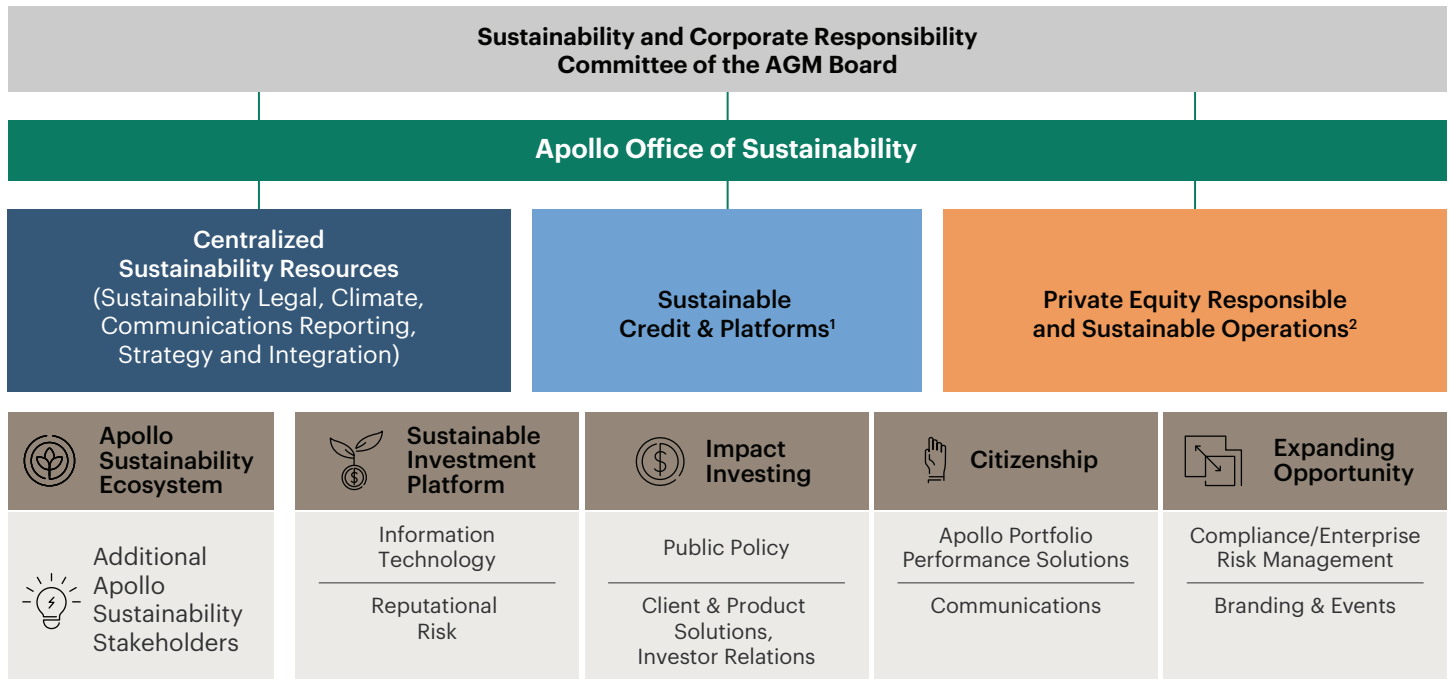 Sustainability and Corporate Responsibility
Committee of the AGM Board
Apollo Office of Sustainability
Centralized
Sustainability Resources
(Sustainability Legal, Climate,
Communications Reporting,
Strategy and Integration)
Sustainable
Credit & Platforms¹
Private Equity Responsible
and Sustainable Operations²
Apollo
Sustainability
Ecosystem
Sustainable
Investment
Platform
Impact
Investing
Citizenship
Expanding
Opportunity
Additional
Apollo
Sustainability
Stakeholders
Information
Technology
Reputational
Risk
Public Policy
Client & Product
Solutions,
Investor Relations
Apollo Portfolio
Performance Solutions
Communications
Compliance/Enterprise
Risk Management
Branding & Events